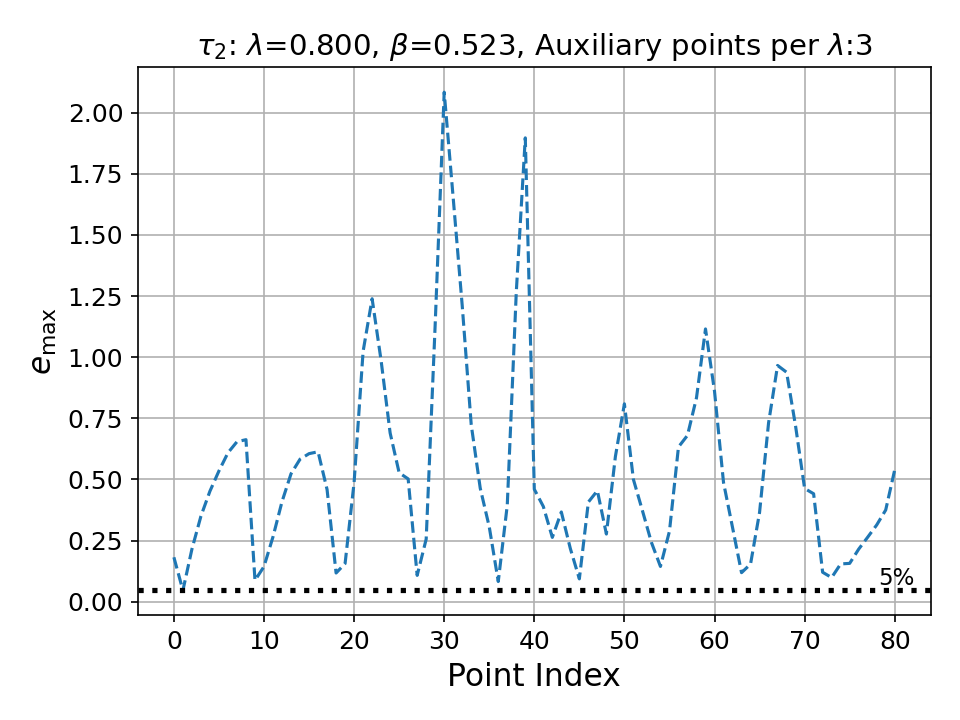 τ₂: λ=0.800, β=0.523, Auxiliary points per λ:3
2.00
1.75
1.50
1.25
1.00
0.75
0.50
0.25
0.00
e_max
5%
0 10 20 30 40 50 60 70 80
Point Index